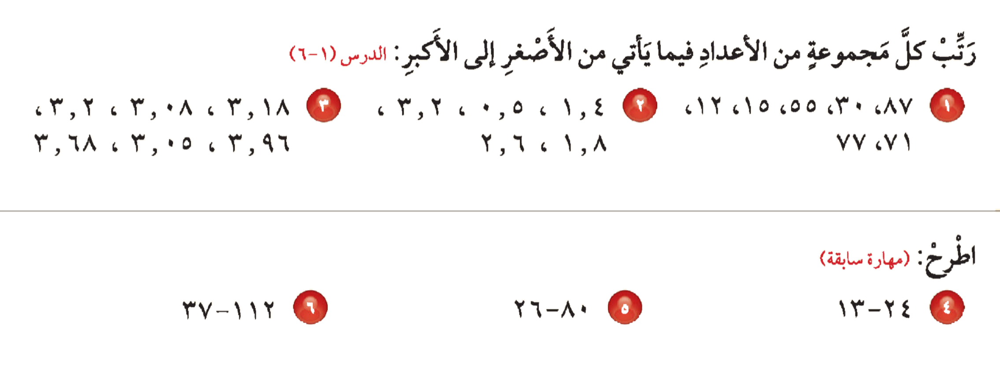 رَتِّبْ كلَّ مَجموعةٍ من الأعدادِ فيما يَأتي من الأَصْغرِ إلى الأَكبرِ: الدرس (١-٦)
١ ٨٧، ٣٠، ٥٥، ١٥، ١٢، ٢ ١,٤ ، ٠,٥ ، ٣,٢ ، ٣ ٣,١٨ ، ٣,٠٨ ، ٣,٢ ،
٧١، ٧٧ ١,٨ ، ٢,٦ ٣,٩٦ ، ٣,٠٥ ، ٣,٦٨
اطْرحْ: (مهارة سابقة)
٤ ٢٤-١٣ ٥ ٨٠-٢٦ ٦ ١١٢-٣٧